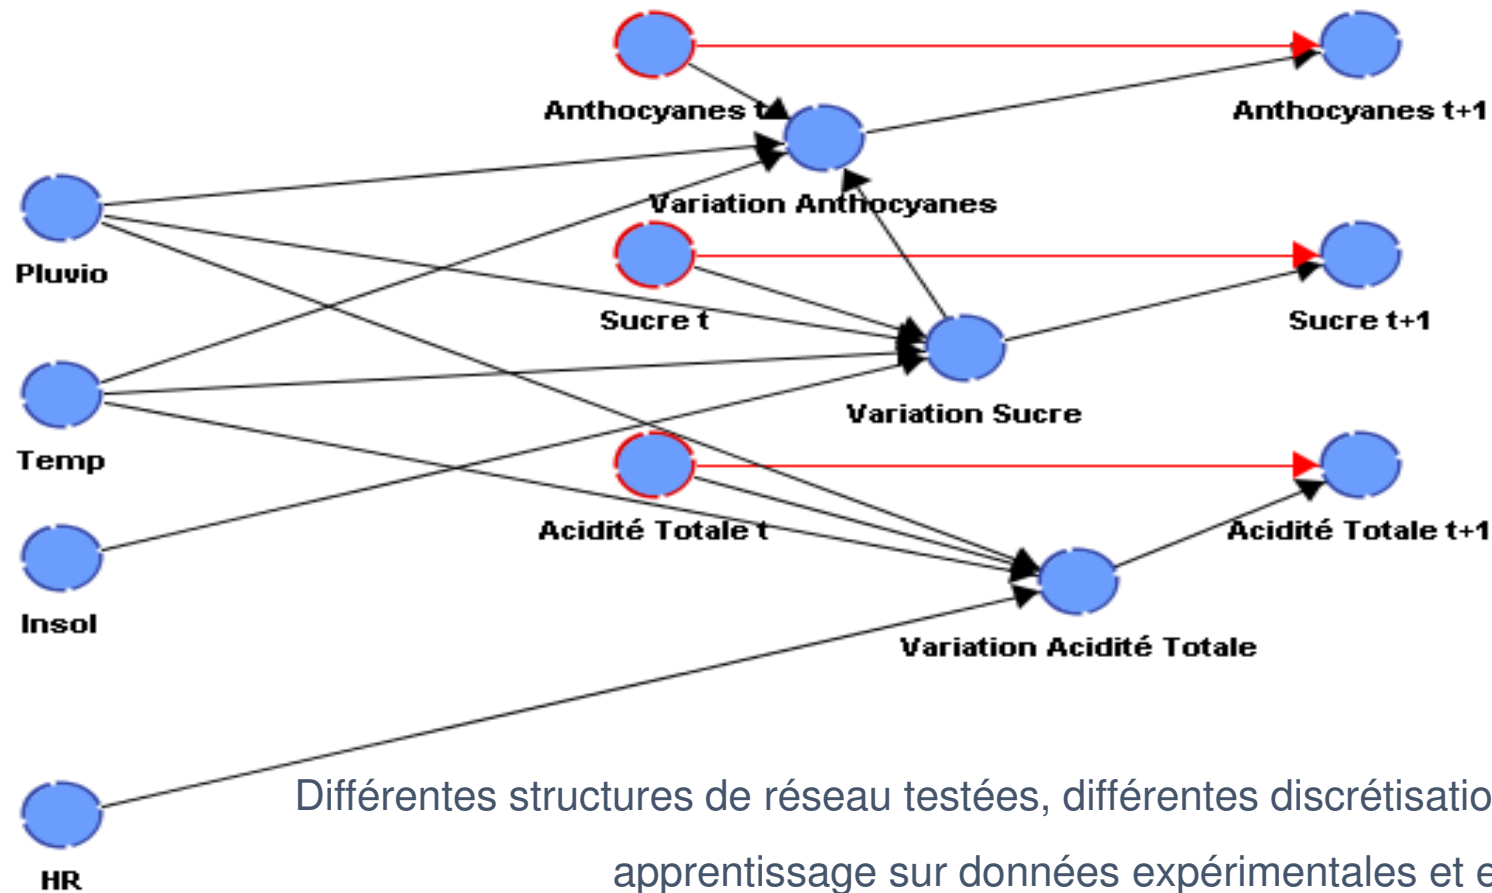 Anthocyanes t
Anthocyanes t+1
Variation Anthocyanes
Pluvio
Sucre t
Sucre t+1
Variation Sucre
Temp
Acidité Totale t
Acidité Totale t+1
Insol
Variation Acidité Totale
Différentes structures de réseau testées, différentes
apprentissage sur données expérimentales et
HR